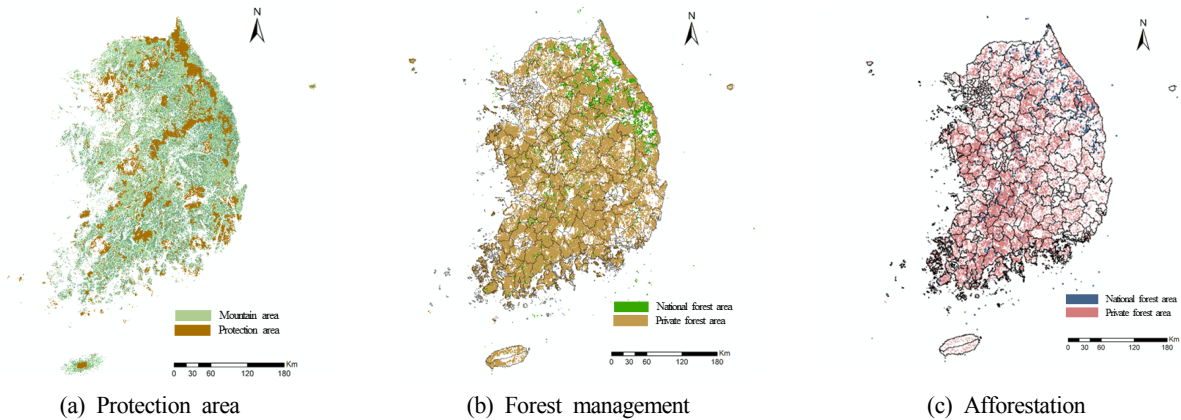 N
Mountain area
Protection area
Km
0 30 60 120 180
(a) Protection area
N
National forest area
Private forest area
Km
0 30 60 120 180
(b) Forest management
N
National forest area
Private forest area
Km
0 30 60 120 180
(c) Afforestation